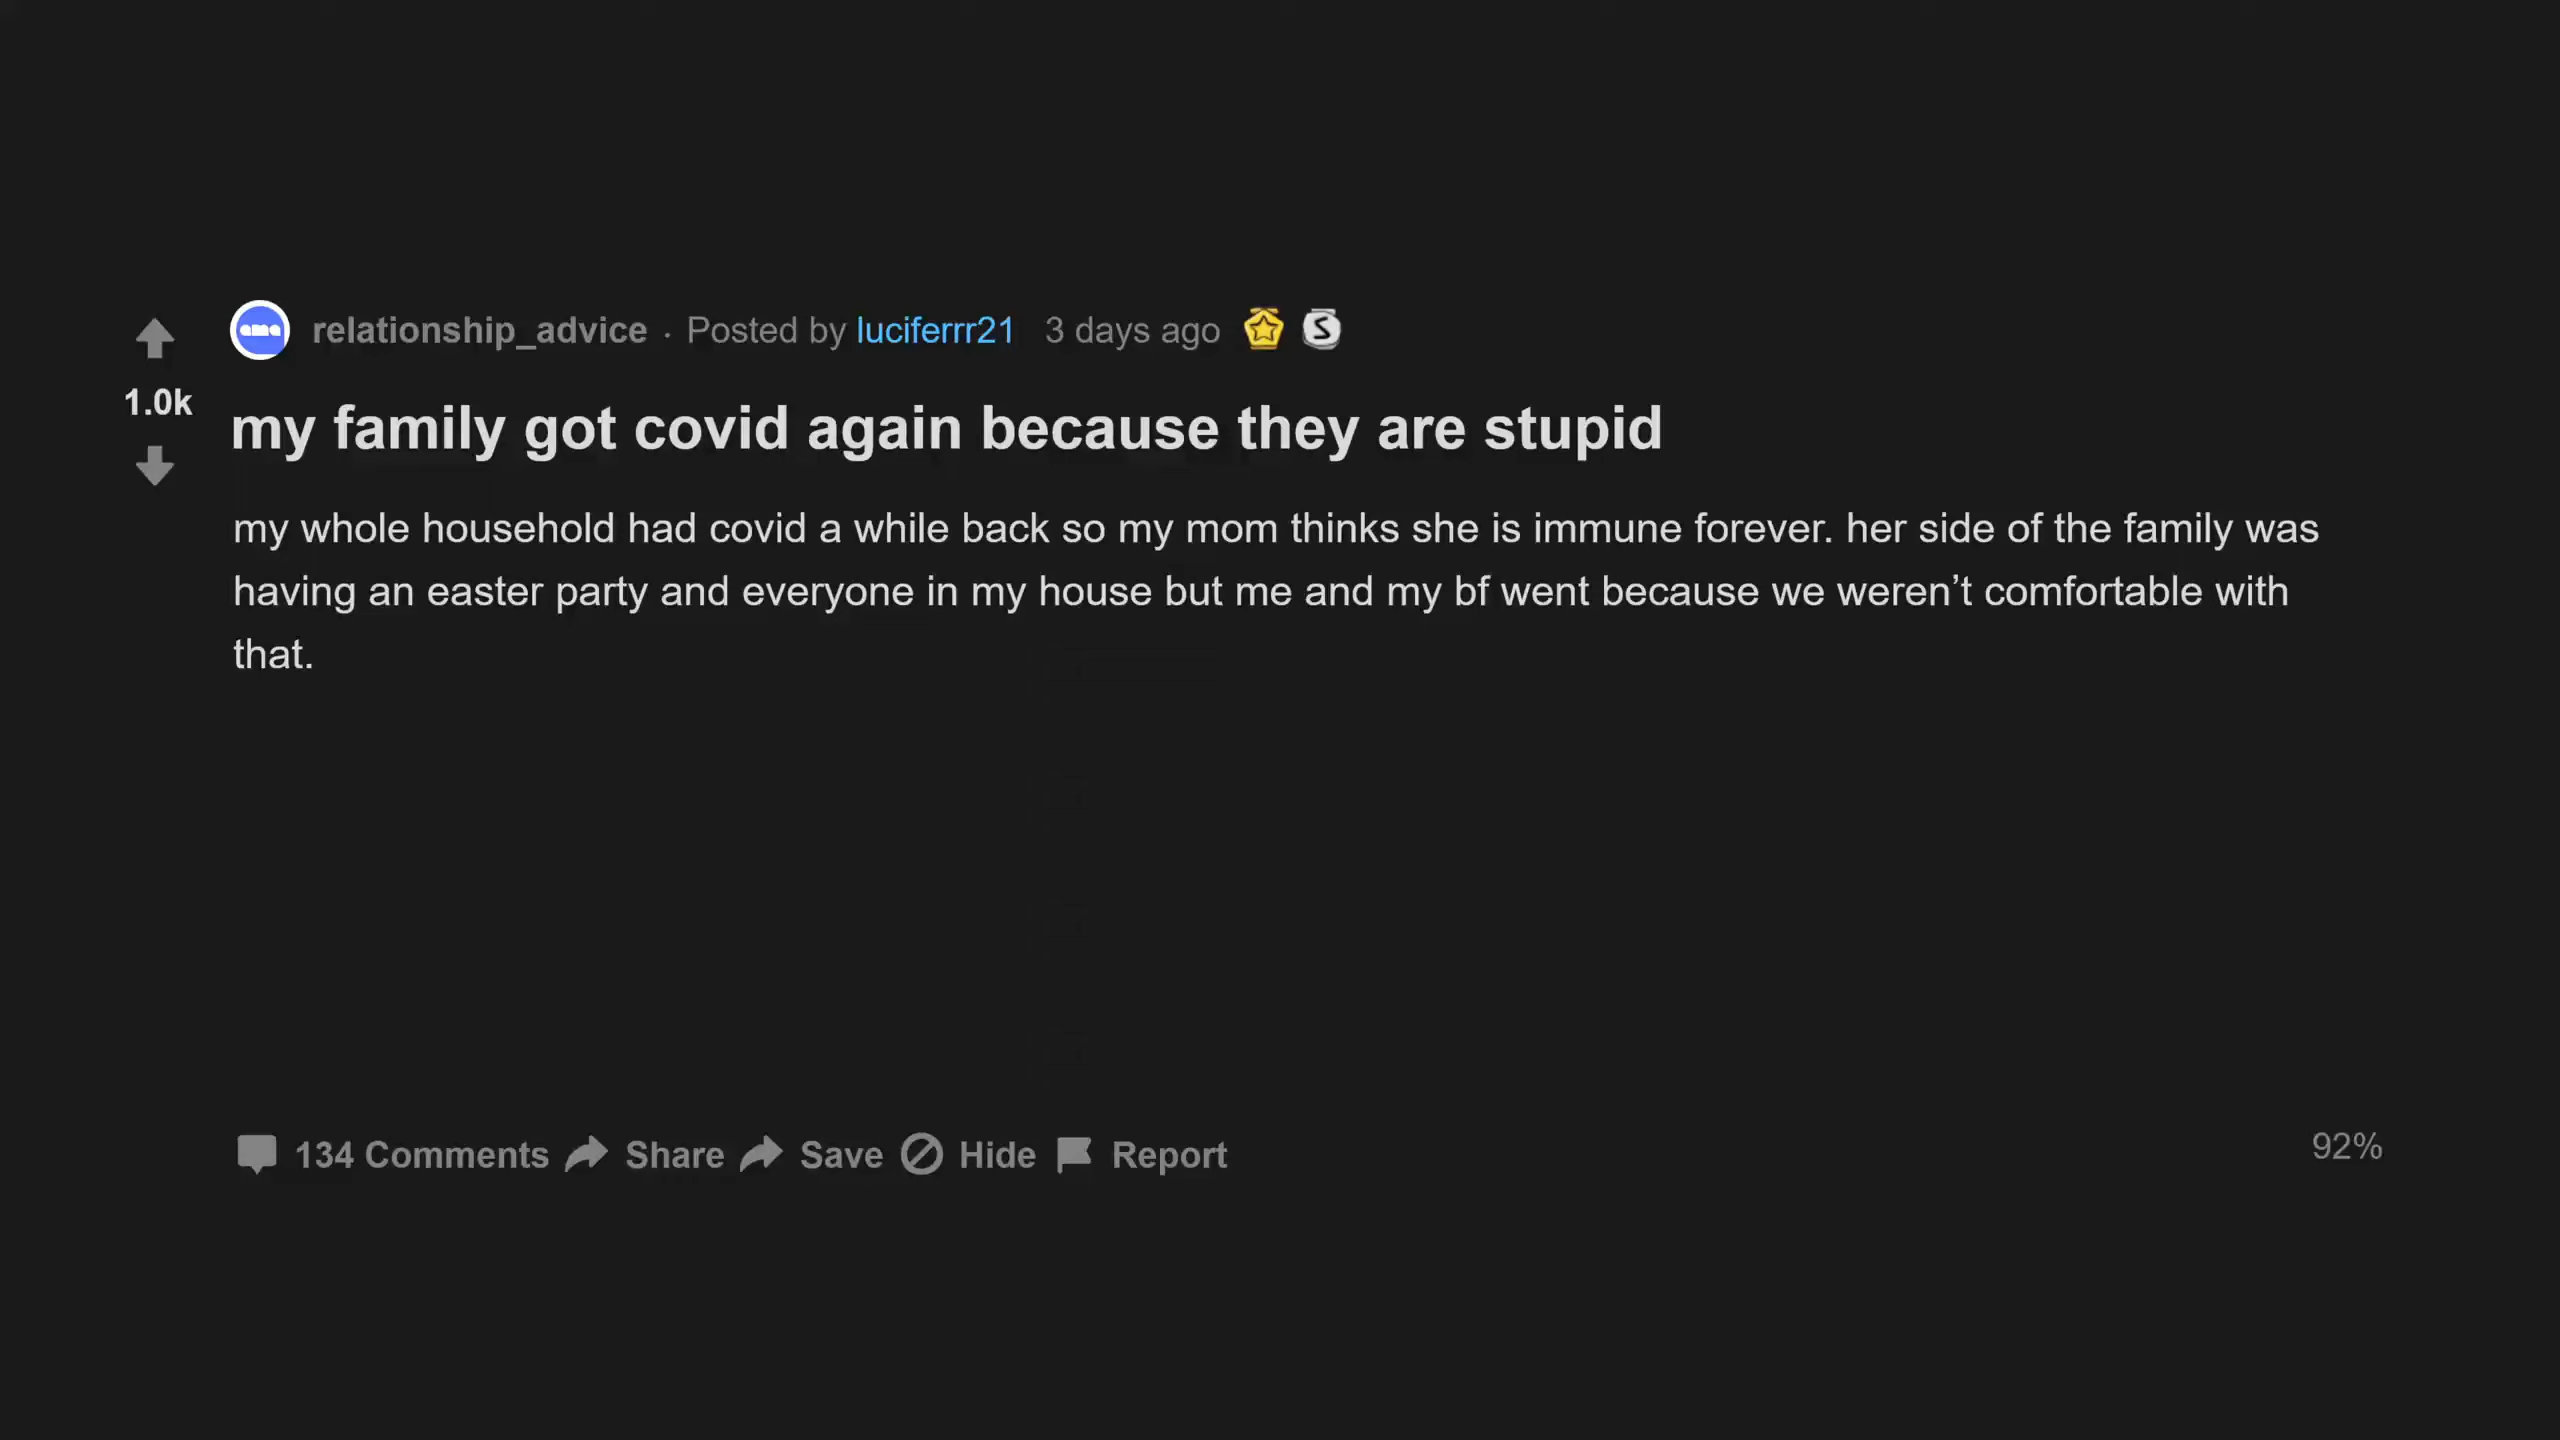 ama relationship_advice · Posted by luciferrr21 3 days ago S
1.0k
my family got covid again because they are stupid
my whole household had covid a while back so my mom thinks she is immune forever. her side of the family was
having an easter party and everyone in my house but me and my bf went because we weren’t comfortable with
that.
134 Comments Share Save Hide Report 92%